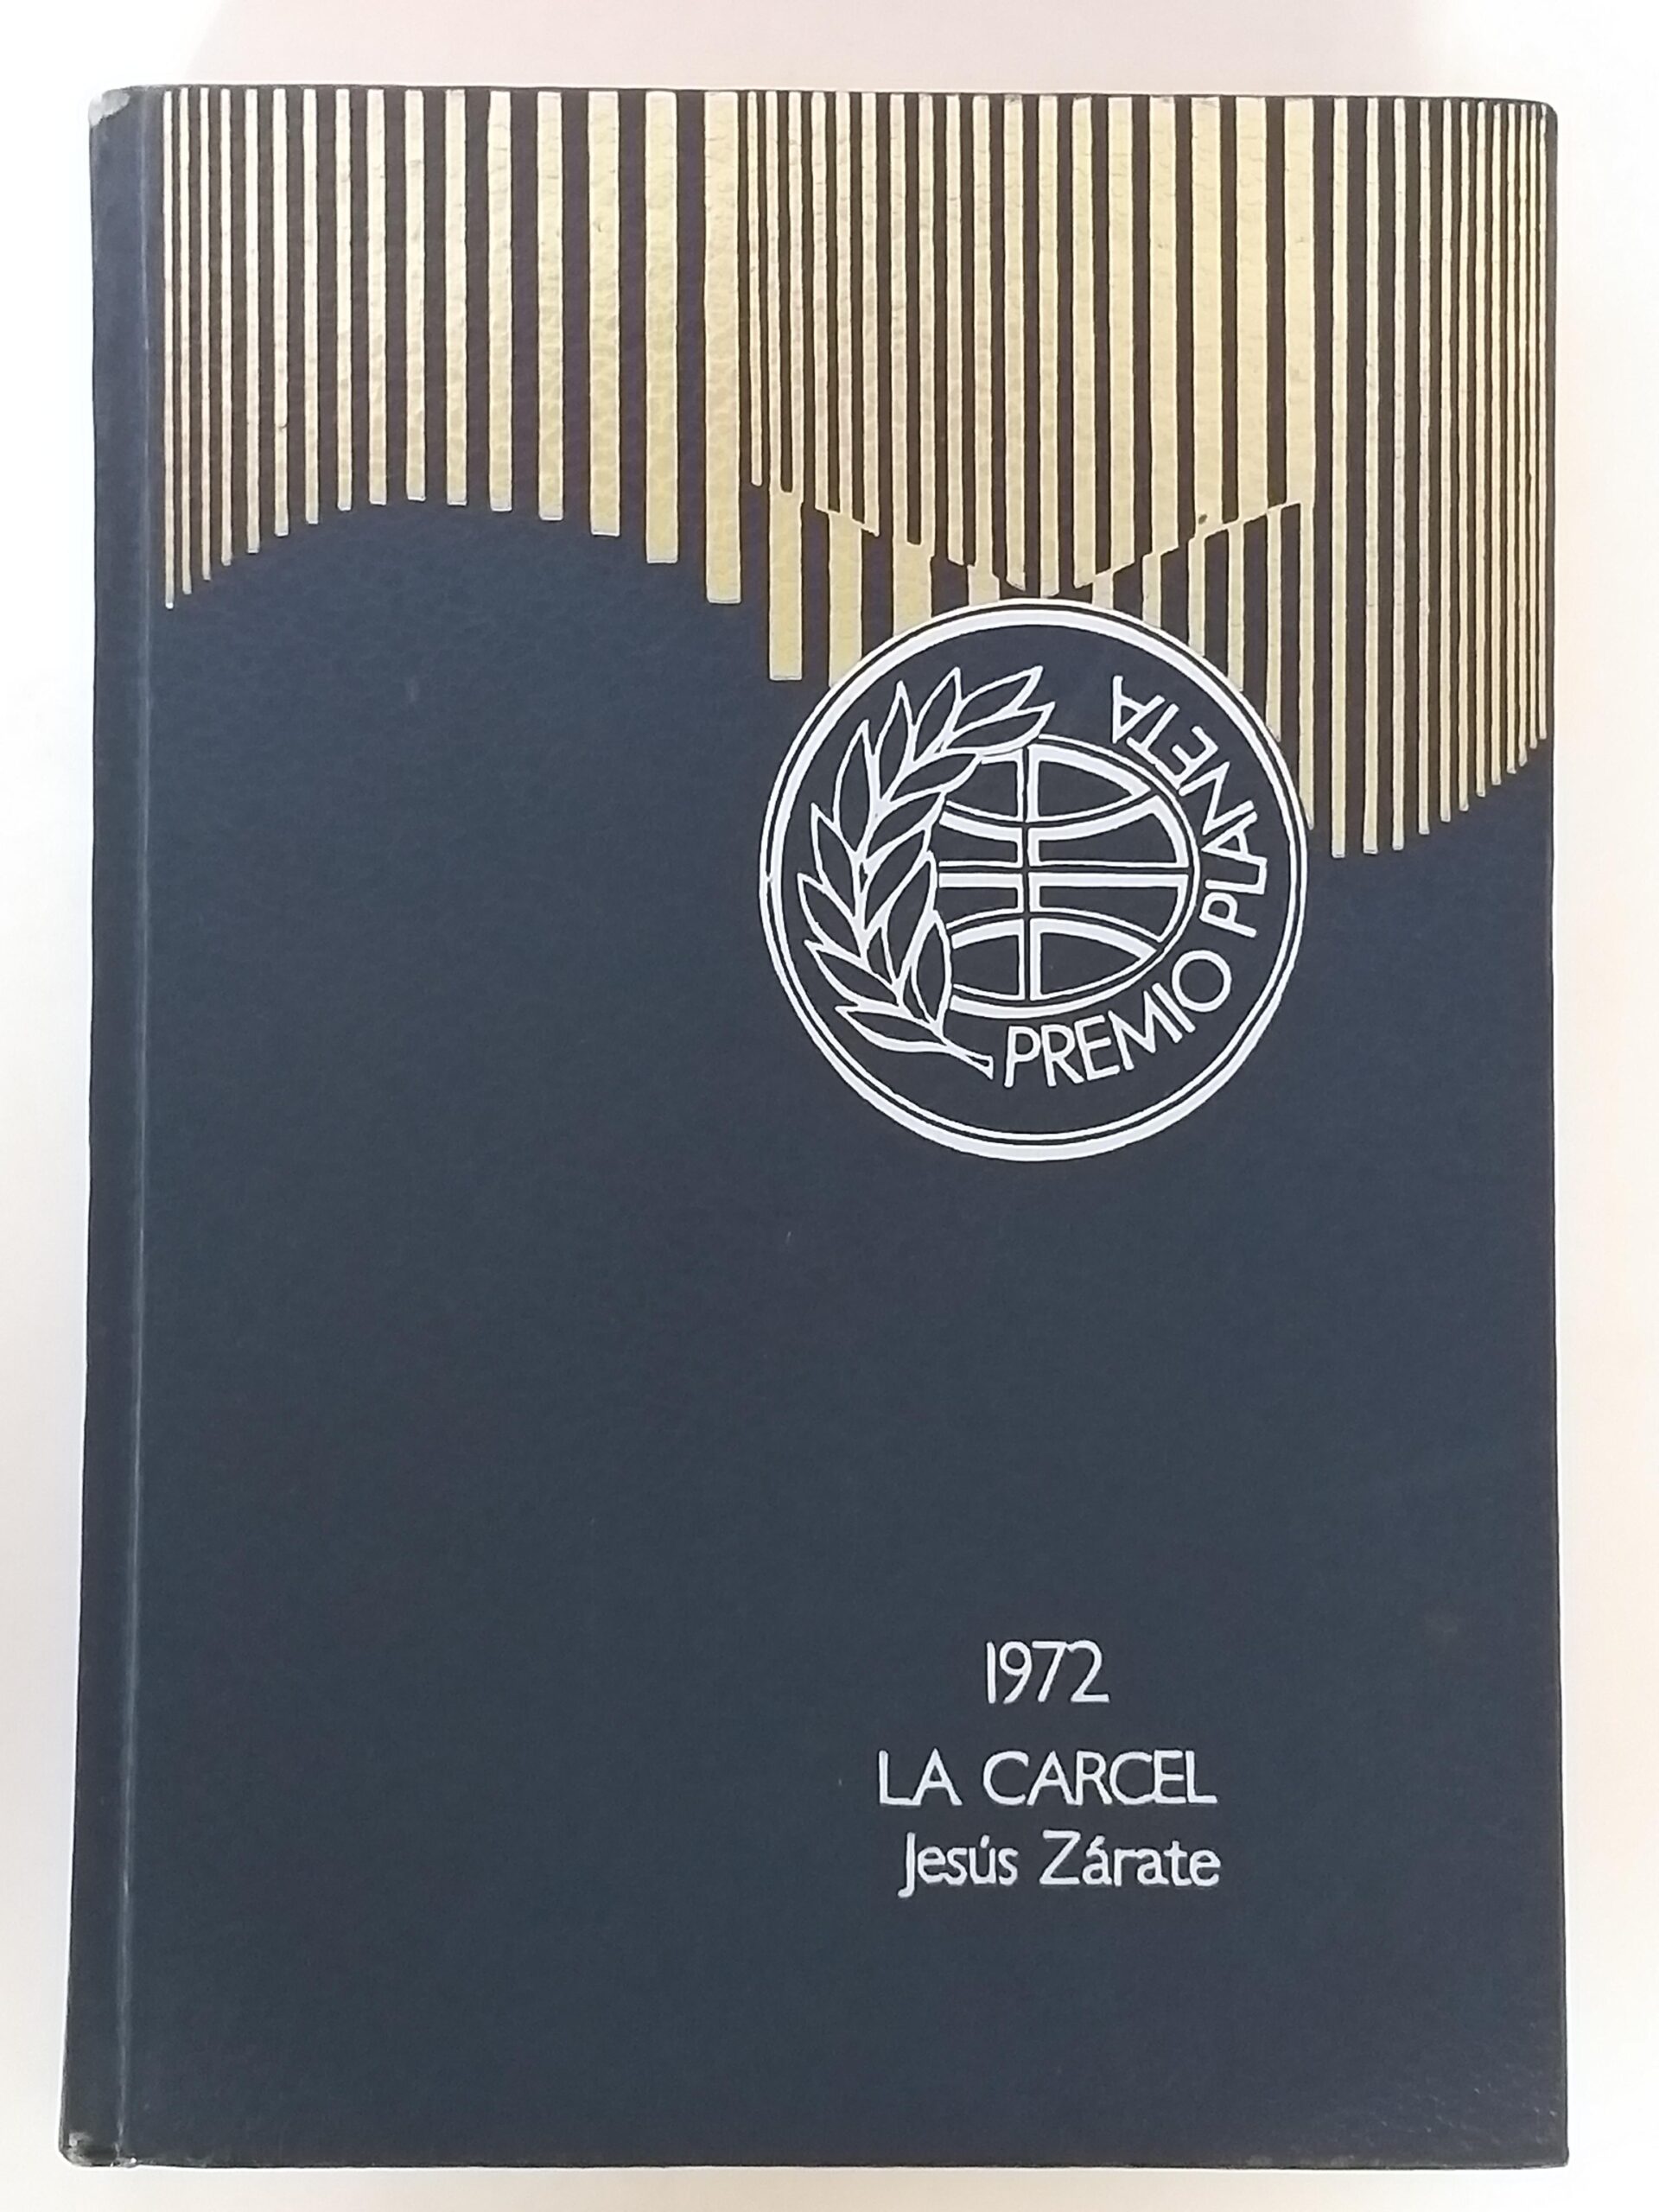 PREMIO PLANETA
1972
LA CARCEL
Jesús Zárate